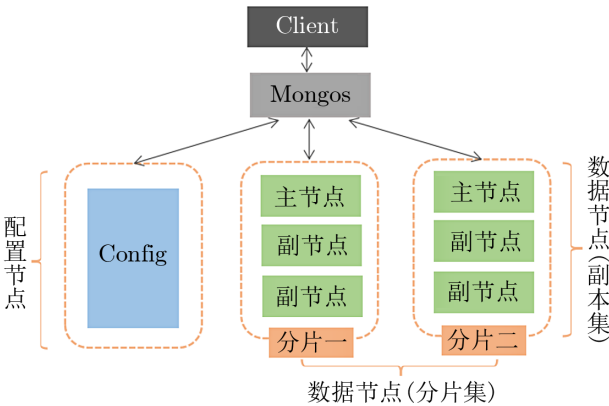 Client
Mongos
配置节点
Config
主节点
副节点
副节点
分片一
主节点
副节点
副节点
分片二
数据节点(副本集)
数据节点(分片集)